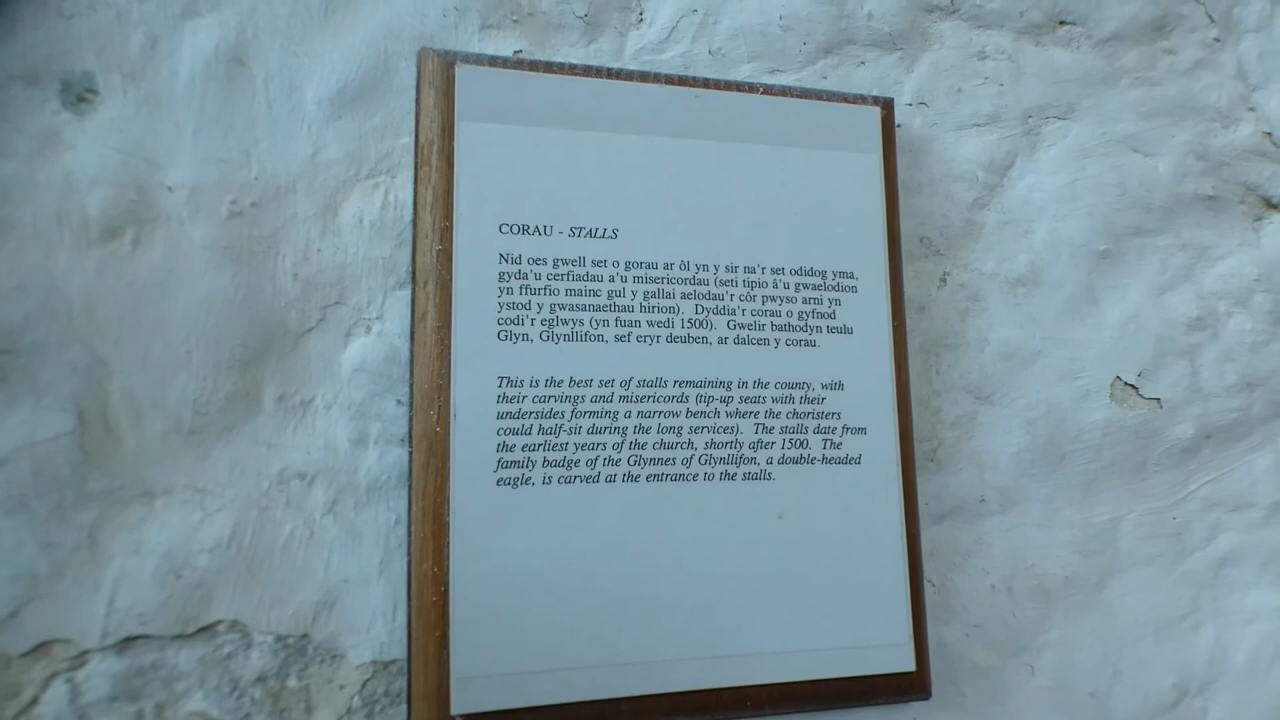 CORAU - STALLS
Nid oes gwell set o gorau ar ôl yn y sir na'r set odidog yma,
gyda'u cerfiadau a'u misericordau (seti tipio â'u gwaelodion
yn ffurfio mainc gul y gallai aelodau'r côr pwyso arni yn
ystod y gwasanaethau hirion). Dyddia'r corau o gyfnod
codi'r eglwys (yn fuan wedi 1500). Gwelir bathodyn teulu
Glyn, Glynllifon, sef eryr deuben, ar dalcen y corau.
This is the best set of stalls remaining in the county, with
their carvings and misericords (tip-up seats with their
undersides forming a narrow bench where the choristers
could half-sit during the long services). The stalls date from
the earliest years of the church, shortly after 1500. The
family badge of the Glynnes of Glynllifon, a double-headed
eagle, is carved at the entrance to the stalls.